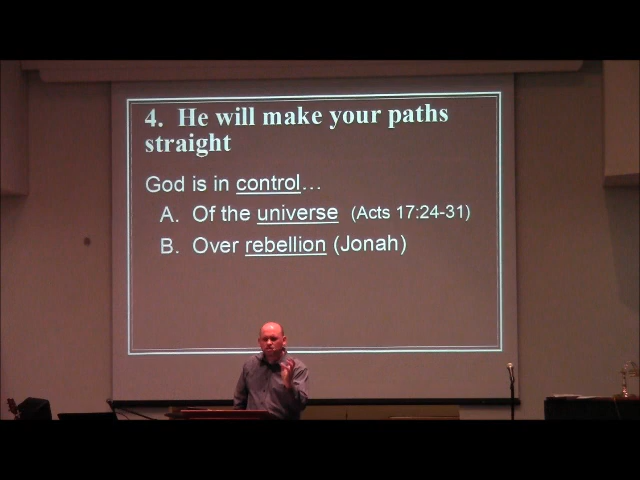 4. He will make your paths
straight
God is in control…
A. Of the universe (Acts 17:24-31)
B. Over rebellion (Jonah)